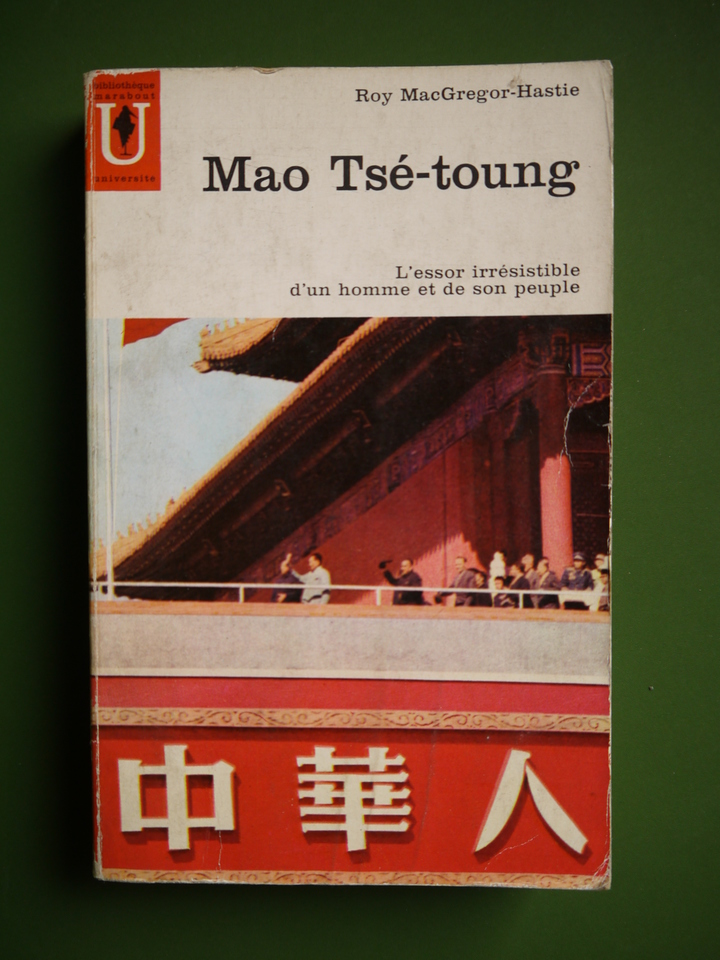 bibliothèque
marabout
U
université
Roy MacGregor-Hastie
Mao Tsé-toung
L'essor irrésistible
d'un homme et de son peuple
中華人